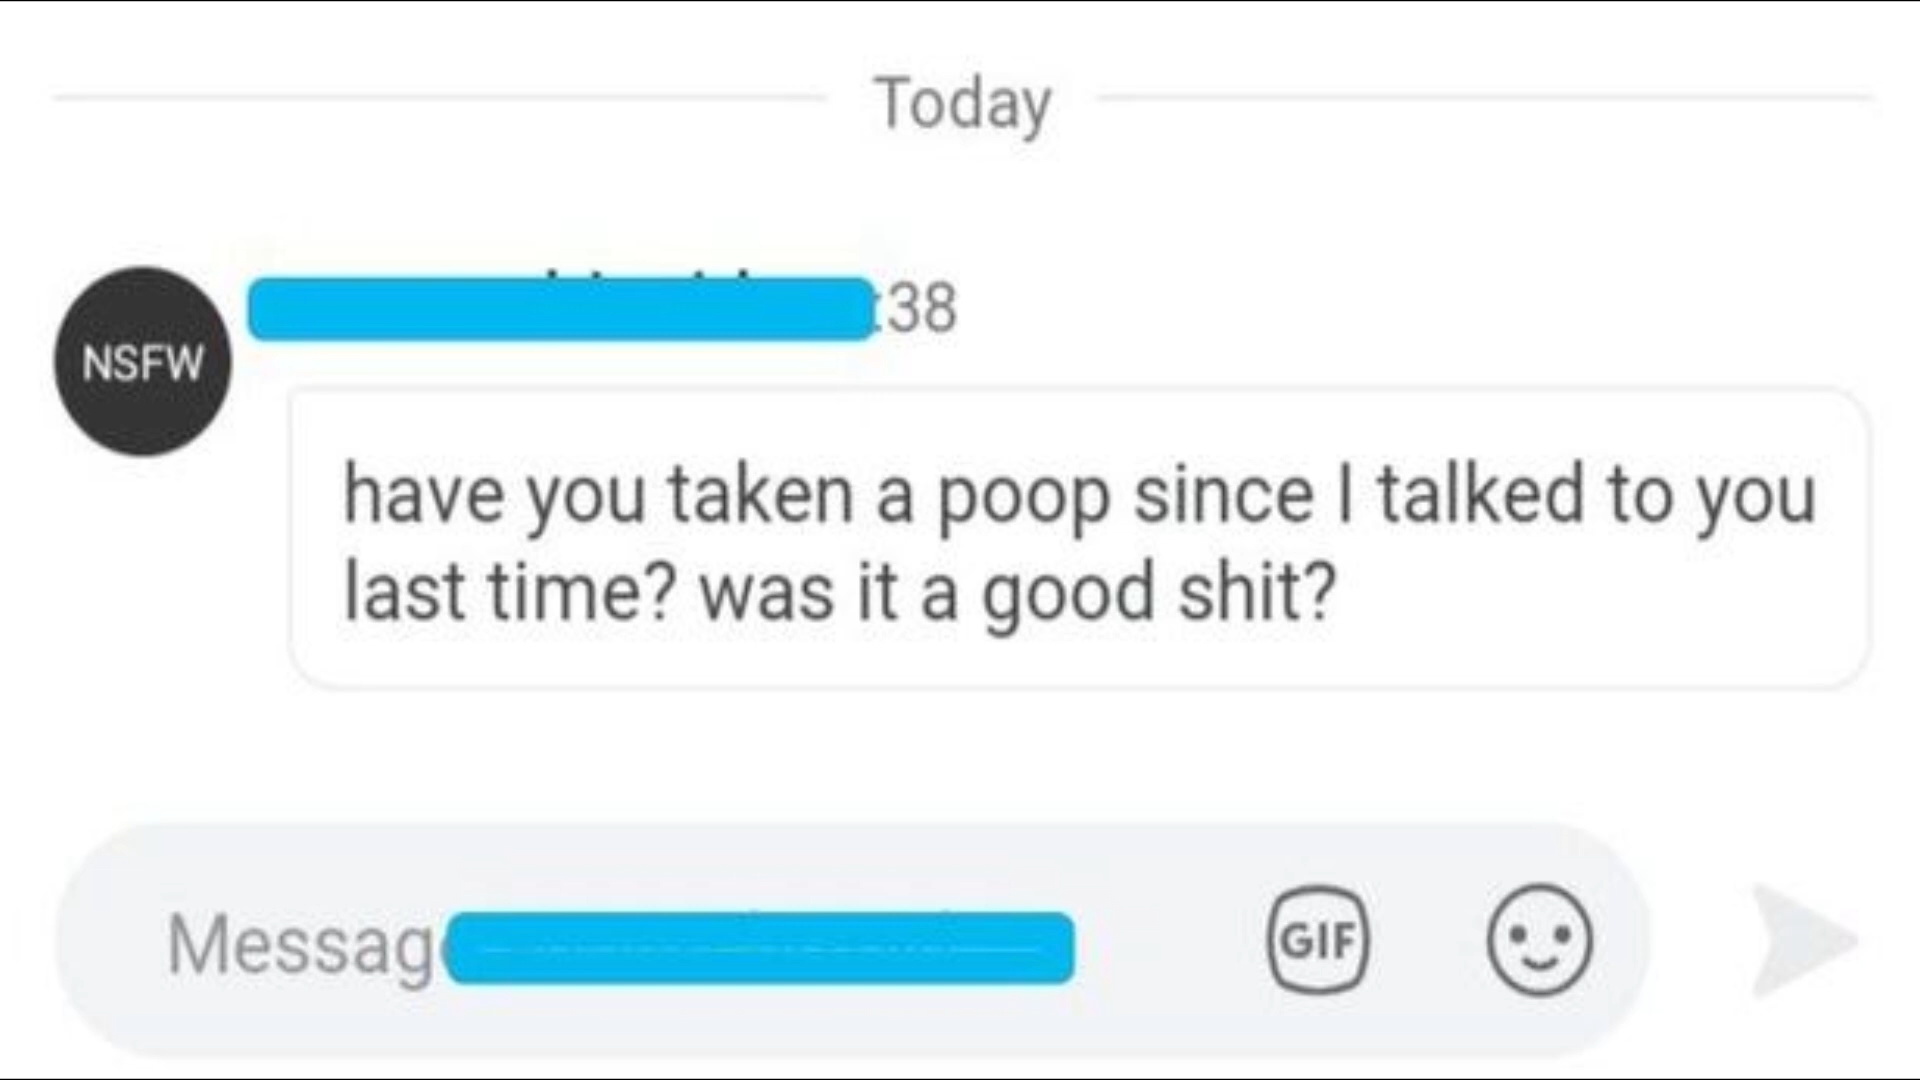 Today
:38
NSFW
have you taken a poop since I talked to you
last time? was it a good shit?
Messag
GIF